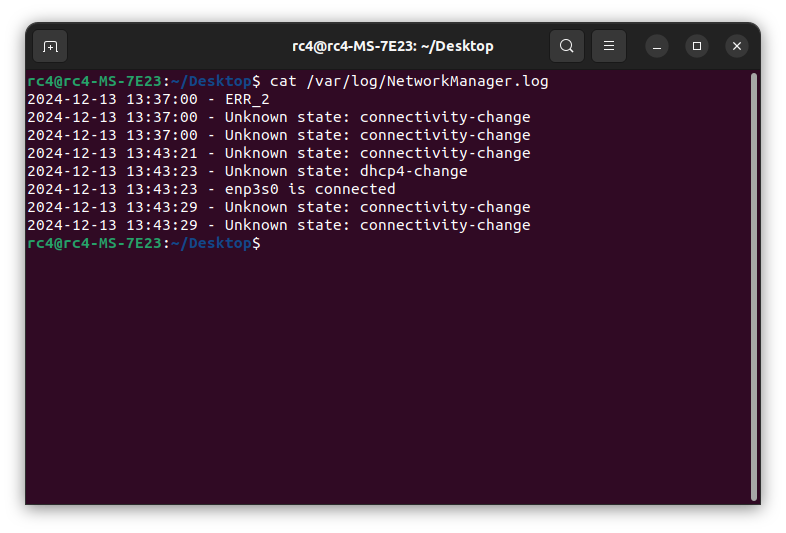 rc4@rc4-MS-7E23: ~/Desktop
rc4@rc4-MS-7E23:~/Desktop$ cat /var/log/NetworkManager.log
2024-12-13 13:37:00 - ERR_2
2024-12-13 13:37:00 - Unknown state: connectivity-change
2024-12-13 13:37:00 - Unknown state: connectivity-change
2024-12-13 13:43:21 - Unknown state: connectivity-change
2024-12-13 13:43:23 - Unknown state: dhcp4-change
2024-12-13 13:43:23 - enp3s0 is connected
2024-12-13 13:43:29 - Unknown state: connectivity-change
2024-12-13 13:43:29 - Unknown state: connectivity-change
rc4@rc4-MS-7E23:~/Desktop$